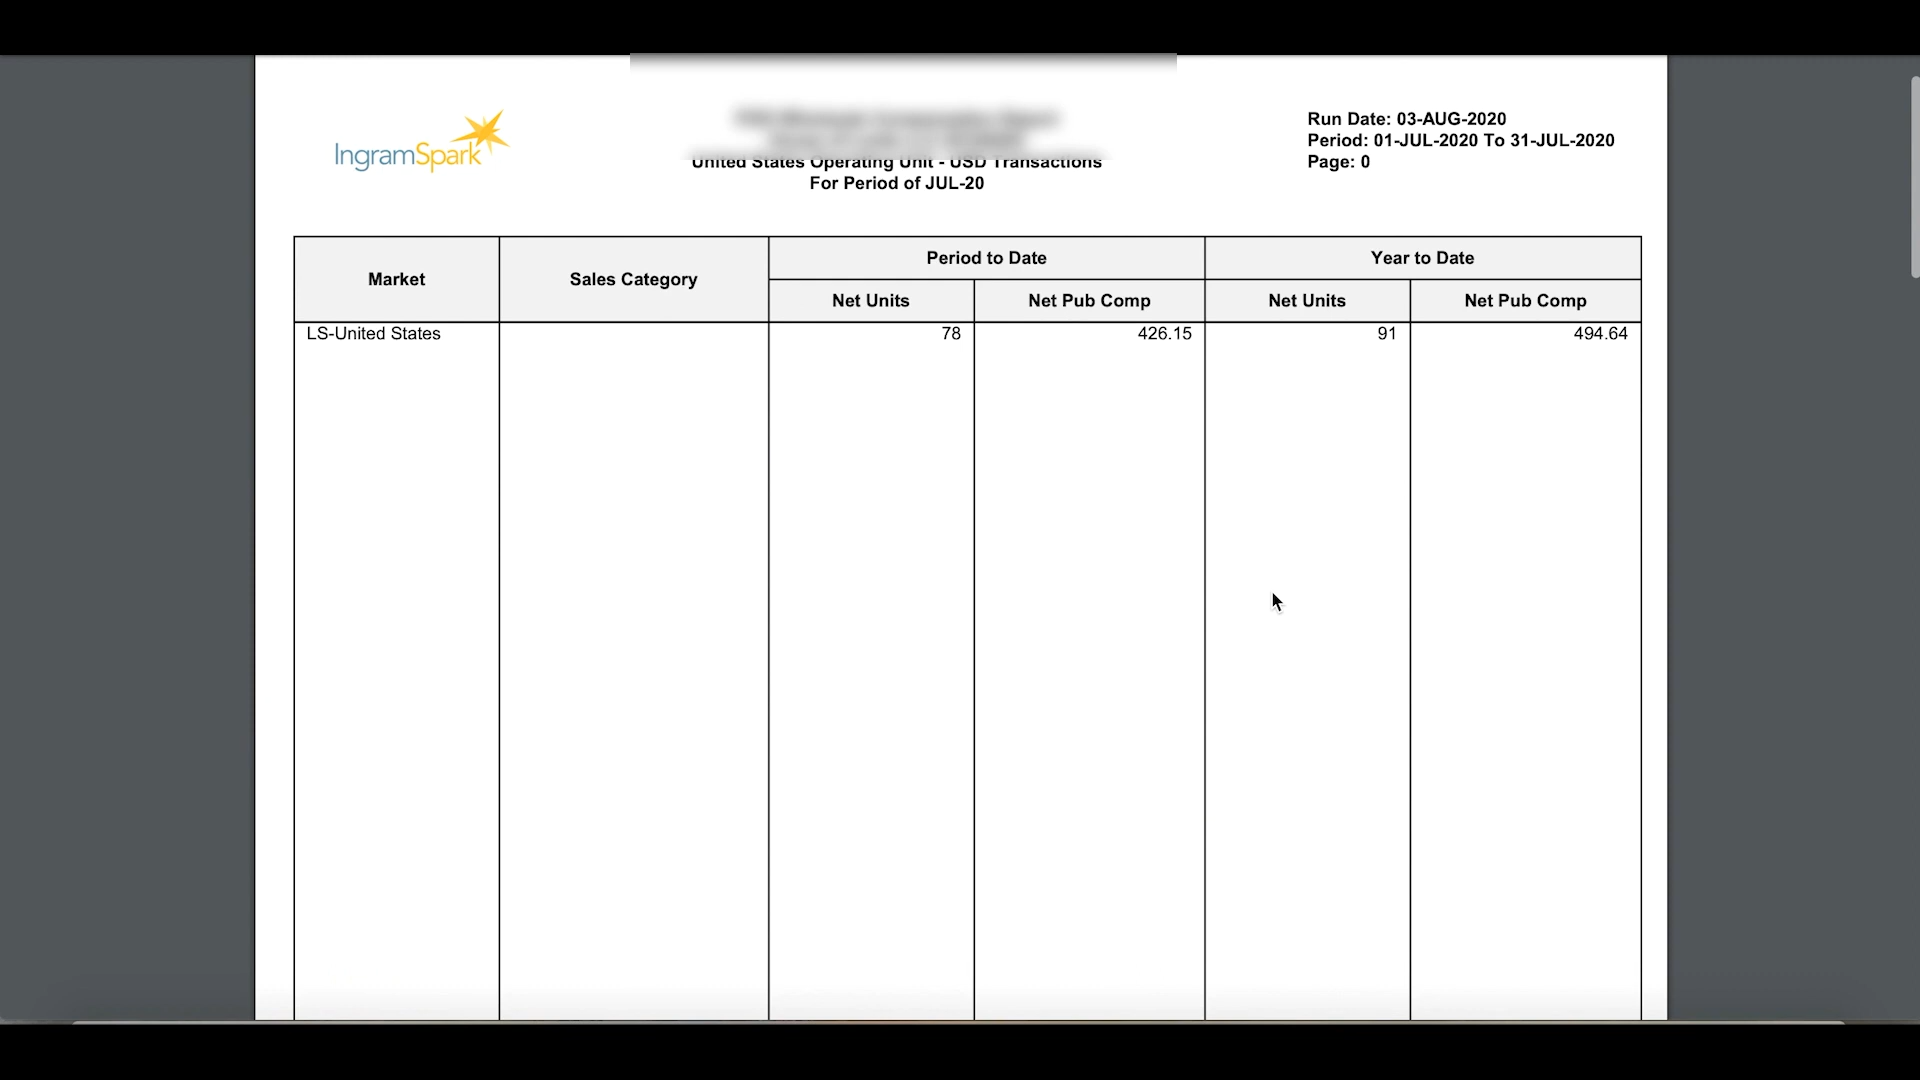 IngramSpark
United States Operating Unit - USD Transactions
For Period of JUL-20
Run Date: 03-AUG-2020
Period: 01-JUL-2020 To 31-JUL-2020
Page: 0
Market
Sales Category
Period to Date
Year to Date
Net Units
Net Pub Comp
Net Units
Net Pub Comp
LS-United States
78
426.15
91
494.64